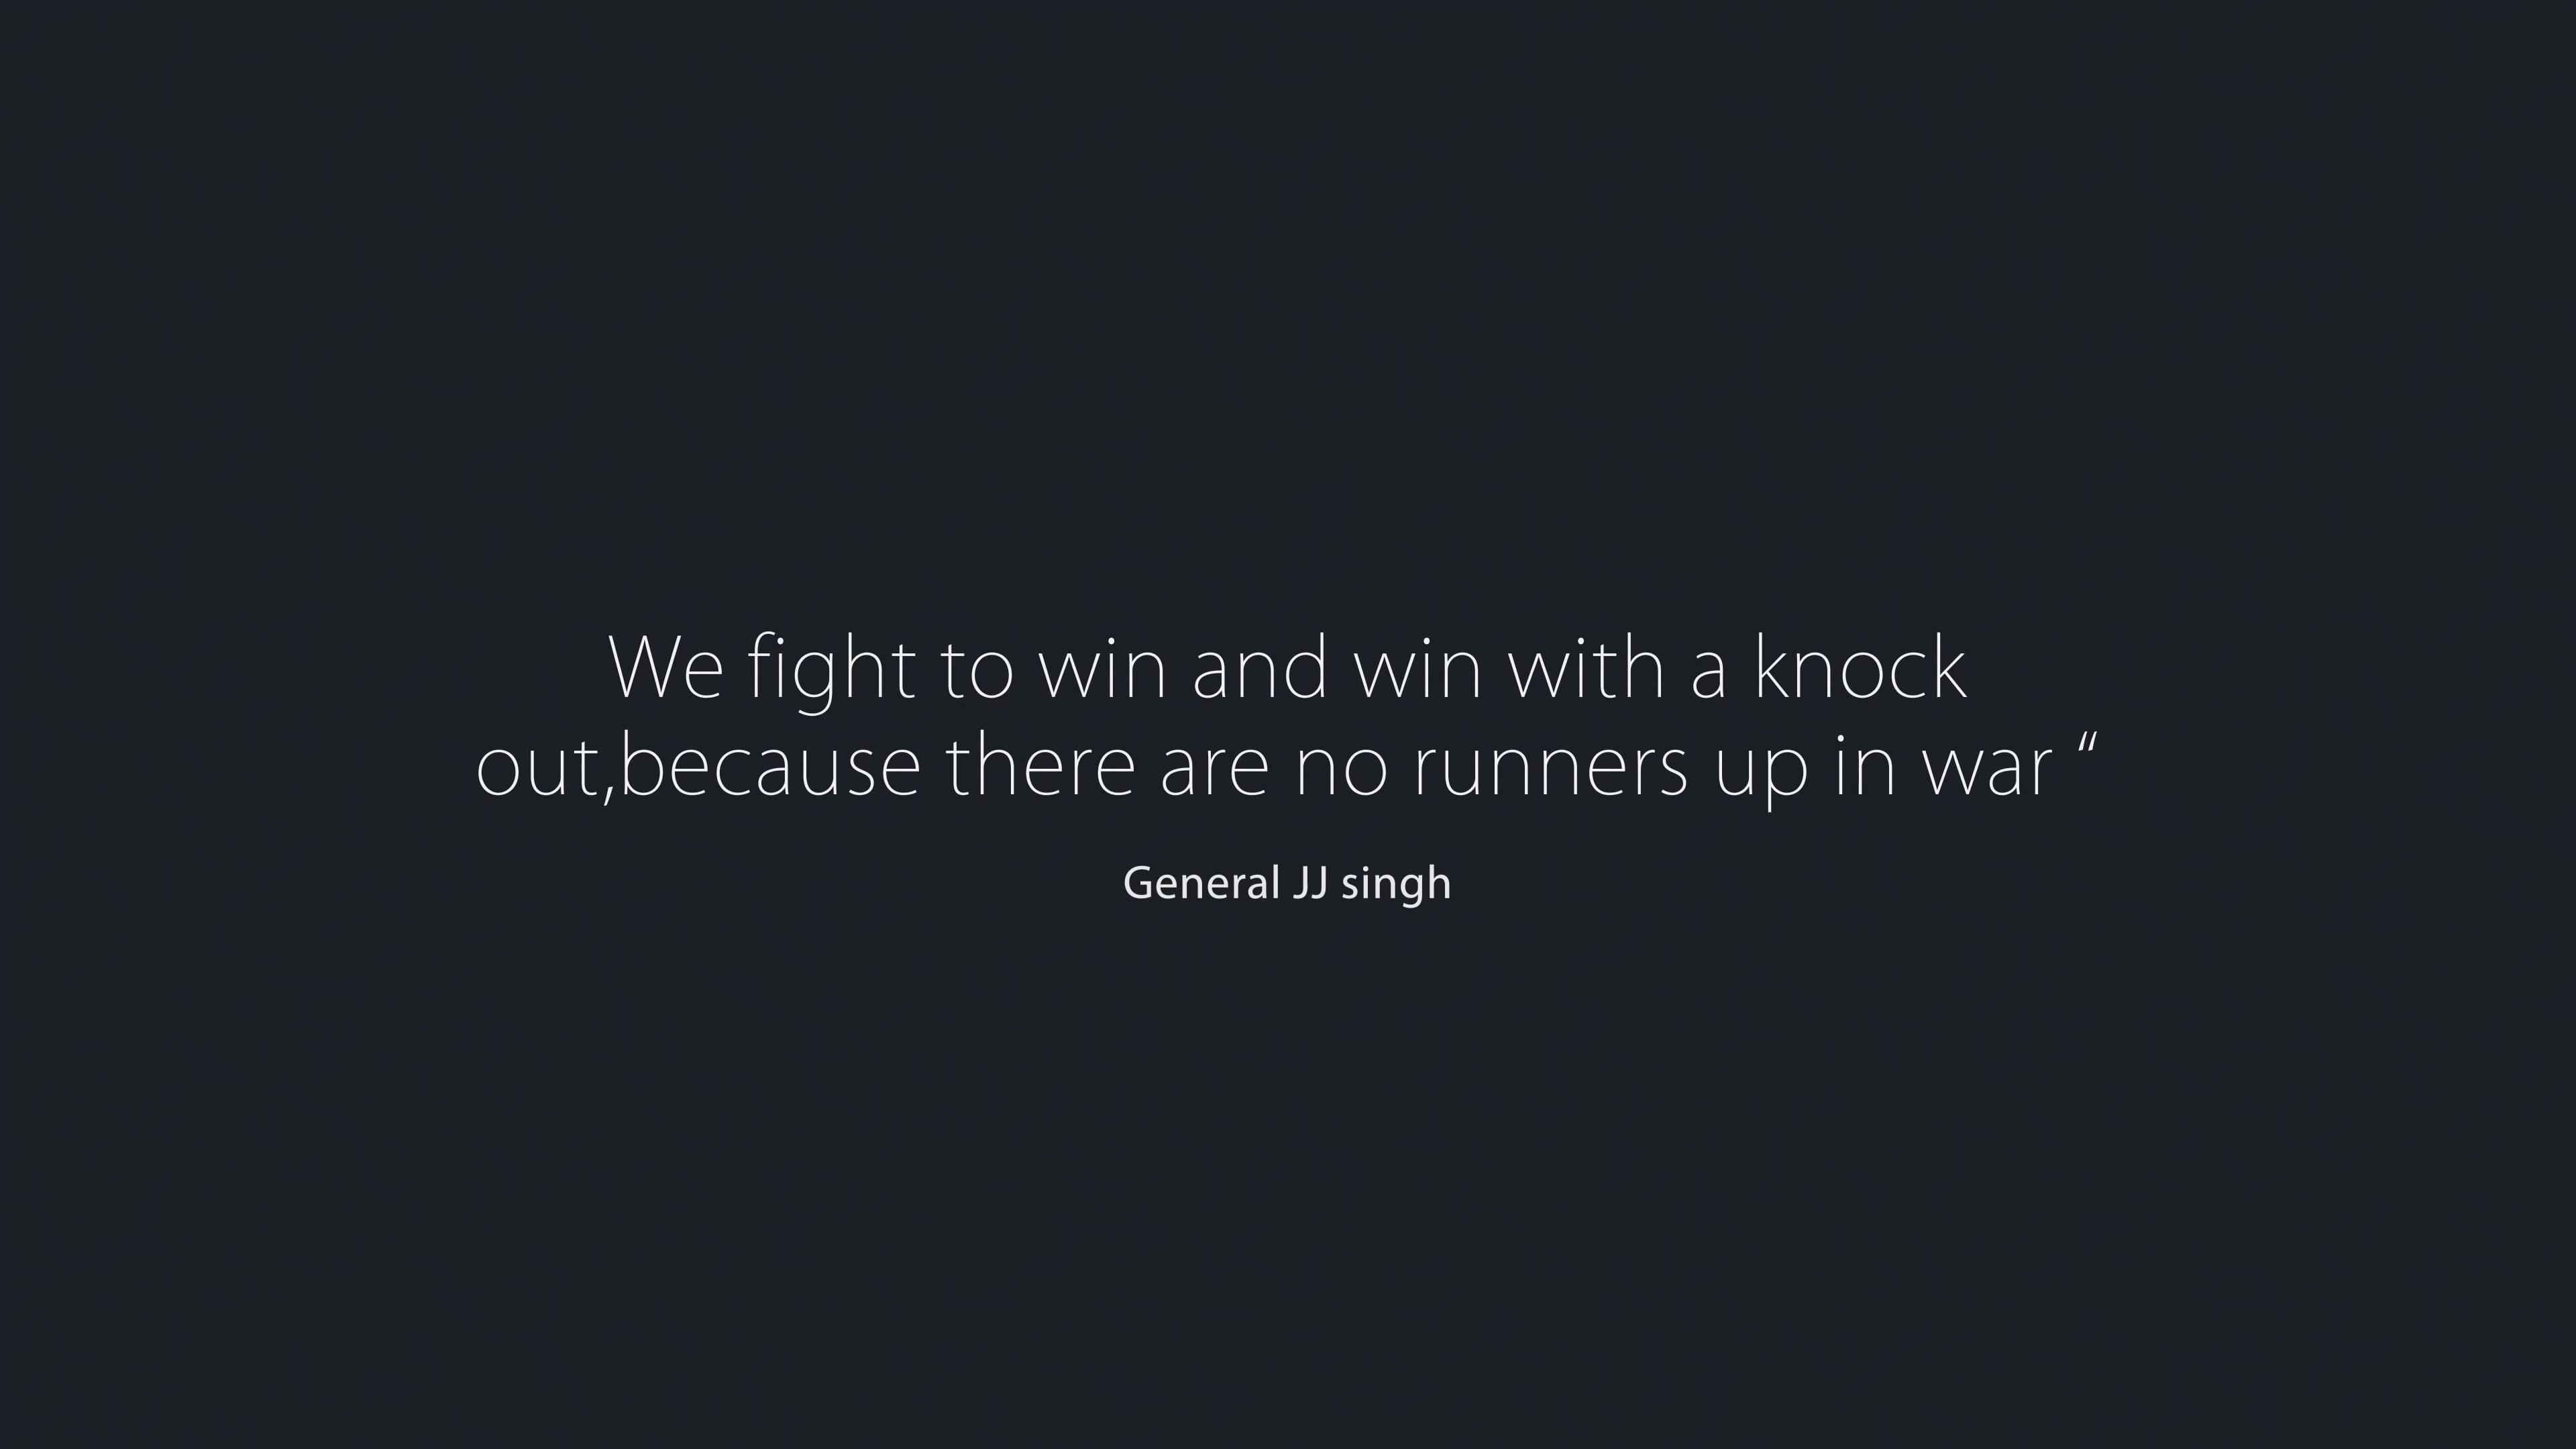 We fight to win and win with a knock
out,because there are no runners up in war “
General JJ singh